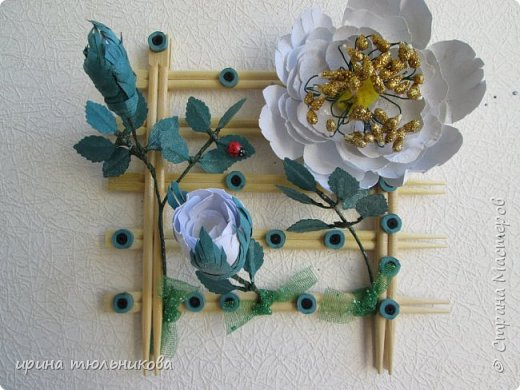 ирина тюльникова
© Страна Мастеров